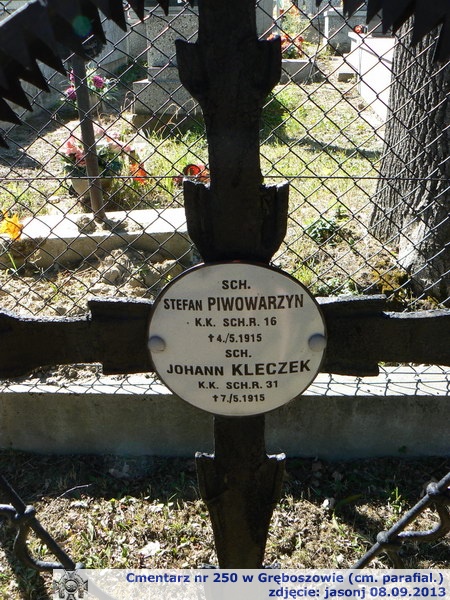 SCH.
STEFAN PIWOWARZYN
K.K. SCH.R. 16
✝4./5.1915
SCH.
JOHANN KLECZEK
K.K. SCH.R. 31
✝7./5.1915
Cmentarz nr 250 w Gręboszowie (cm. parafial.)
zdjęcie: jasonj 08.09.2013